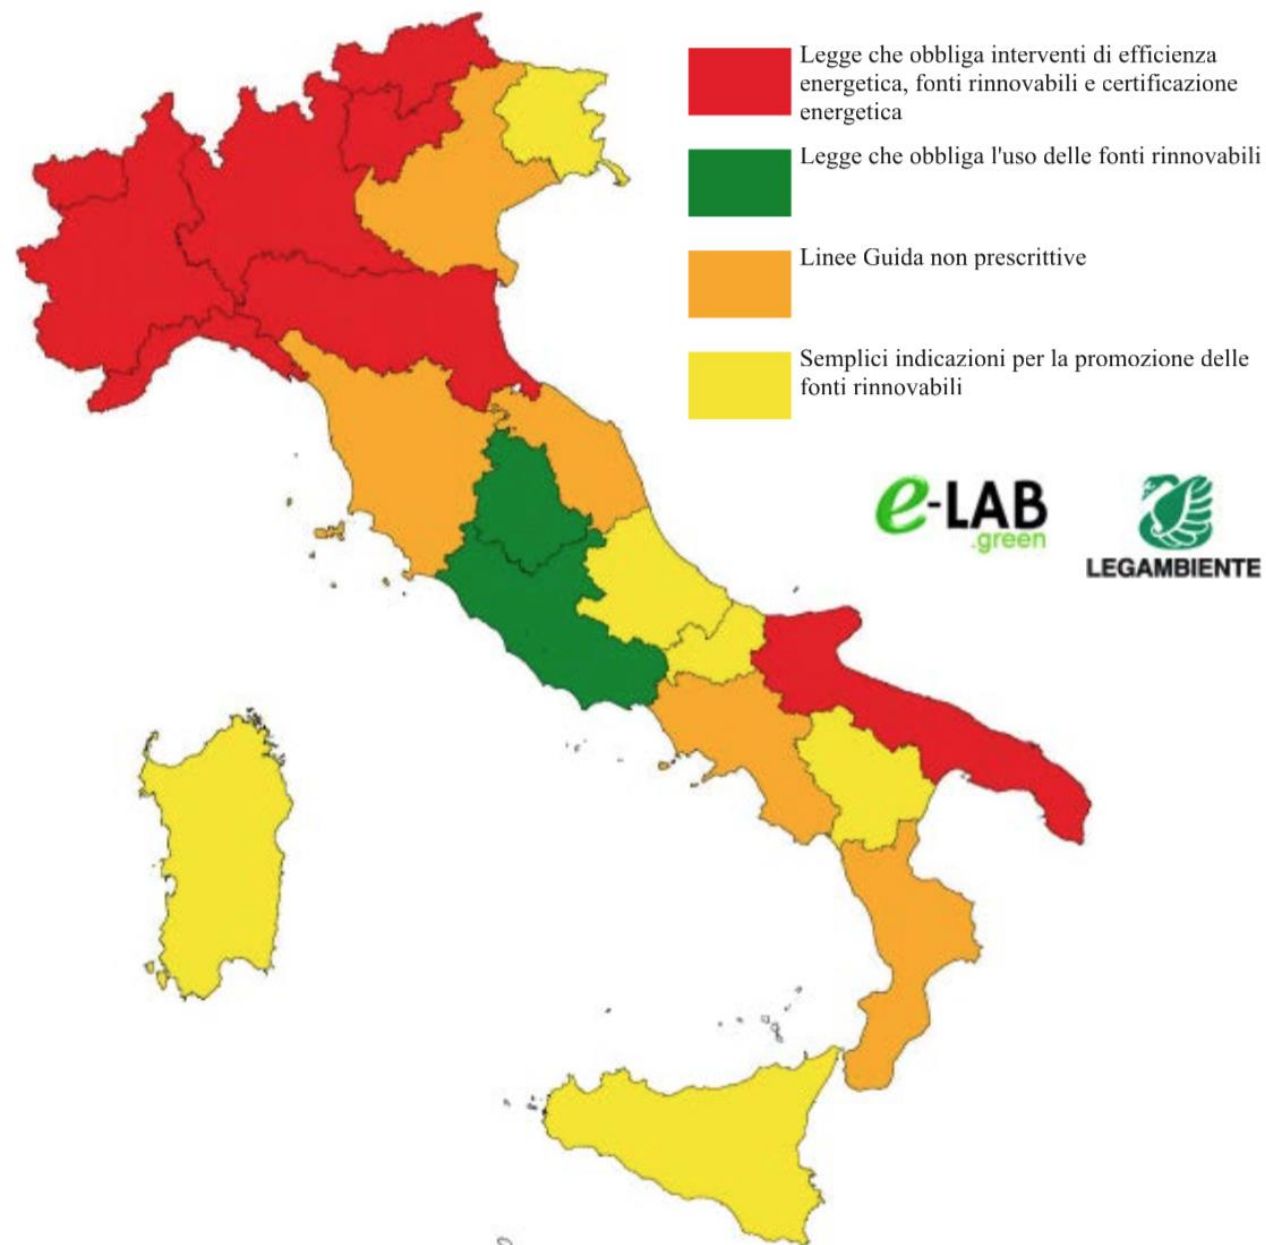 Legge che obbliga interventi di efficienza
energetica, fonti rinnovabili e certificazione
energetica
Legge che obbliga l'uso delle fonti rinnovabili
Linee Guida non prescrittive
Semplici indicazioni per la promozione delle
fonti rinnovabili
e-LAB
.green
LEGAMBIENTE